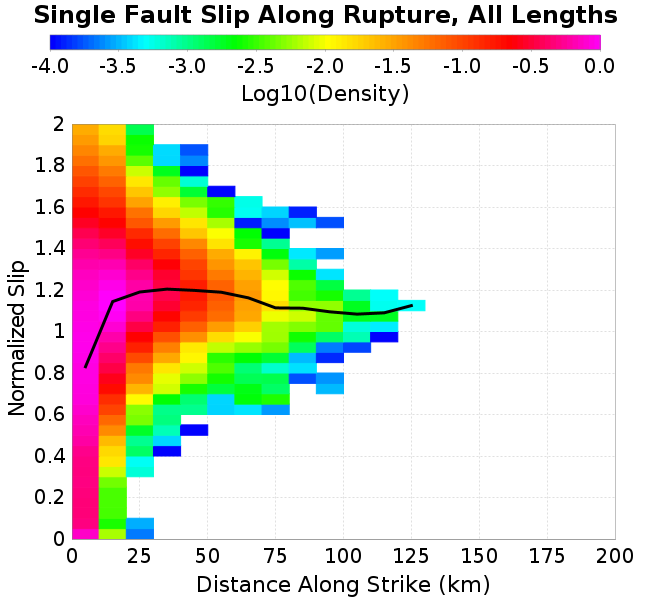 Single Fault Slip Along Rupture, All Lengths
-4.0 -3.5 -3.0 -2.5 -2.0 -1.5 -1.0 -0.5 0.0
Log10(Density)
Normalized Slip
2
1.8
1.6
1.4
1.2
1
0.8
0.6
0.4
0.2
0
0 25 50 75 100 125 150 175 200
Distance Along Strike (km)